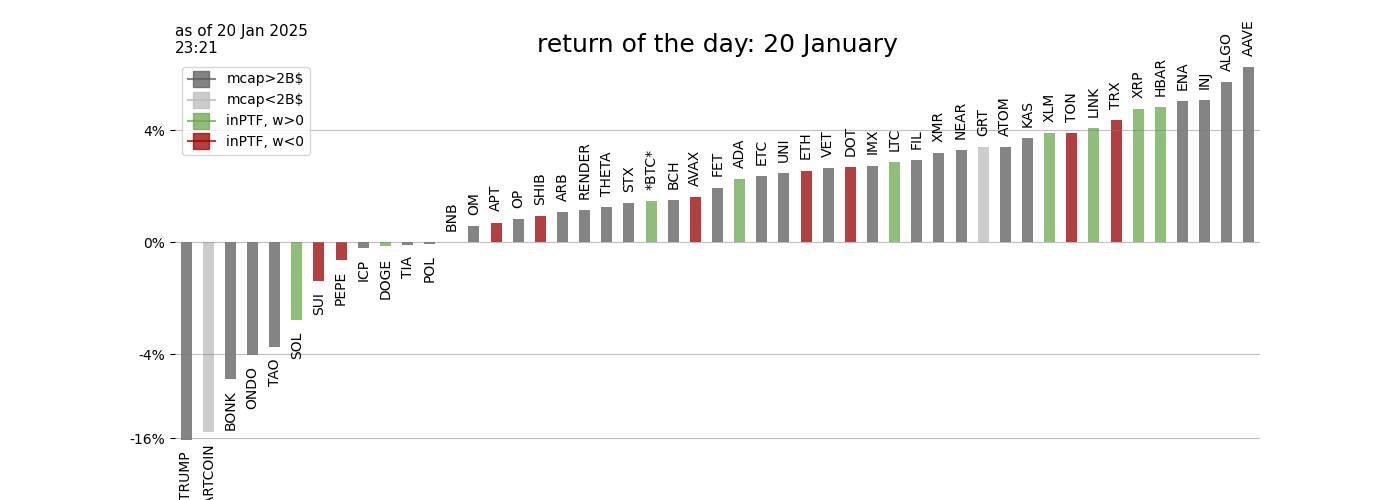 as of 20 Jan 2025
23:21
return of the day: 20 January
mcap>2B$
mcap<2B$
inPTF, w>0
inPTF, w<0
4%
0%
-4%
-16%
TRUMP
ARTCOIN
BONK
ONDO
TAO
SOL
SUI
PEPE
ICP
DOGE
TIA
POL
BNB
OM
APT
OP
SHIB
ARB
RENDER
THETA
STX
*BTC*
BCH
AVAX
FET
ADA
ETC
UNI
ETH
VET
DOT
IMX
LTC
FIL
XMR
NEAR
GRT
ATOM
KAS
XLM
TON
LINK
TRX
XRP
HBAR
ENA
INJ
ALGO
AAVE